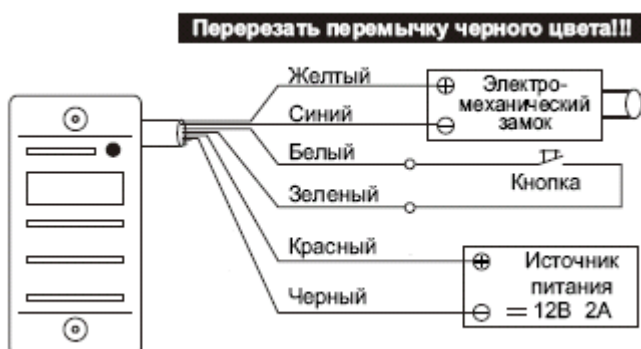 Перерезать перемычку черного цвета!!!
Желтый
Электро-
механический
замок
Синий
Белый
Кнопка
Зеленый
Красный
Источник
питания
12В 2А
Черный